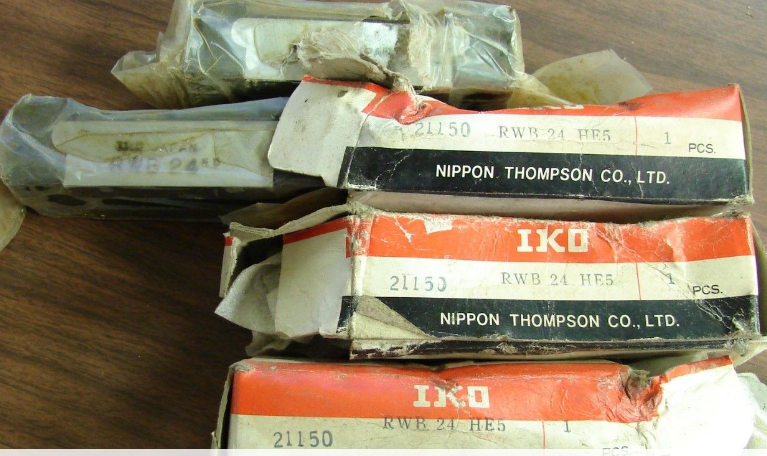 21150 RWB 24 HE5 1 PCS.
NIPPON THOMPSON CO., LTD.
RWB 24
IKO
21150 RWB 24 HE5 1 PCS.
NIPPON THOMPSON CO., LTD.
IKO
21150 RWB 24 HE5 1 PCS.